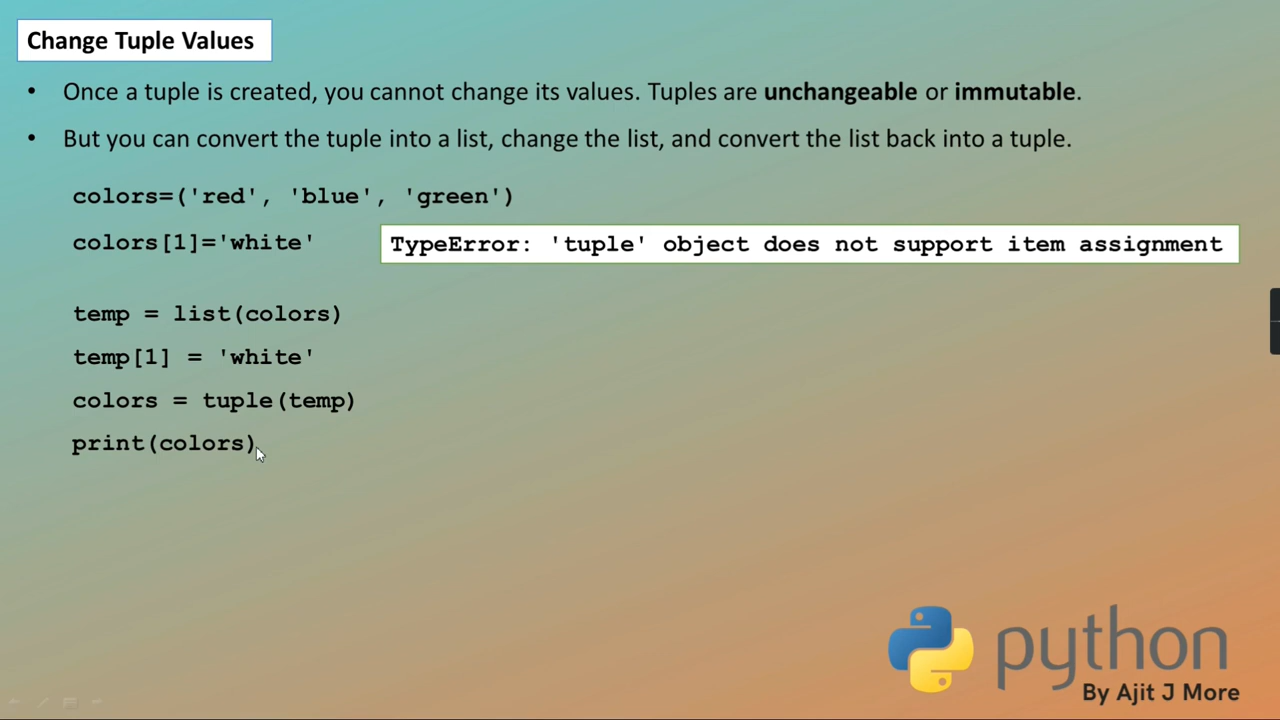 Change Tuple Values
• Once a tuple is created, you cannot change its values. Tuples are unchangeable or immutable.
• But you can convert the tuple into a list, change the list, and convert the list back into a tuple.
colors=('red', 'blue', 'green')
colors[1]='white'
TypeError: 'tuple' object does not support item assignment
temp = list(colors)
temp[1] = 'white'
colors = tuple(temp)
print(colors)
python
By Ajit J More